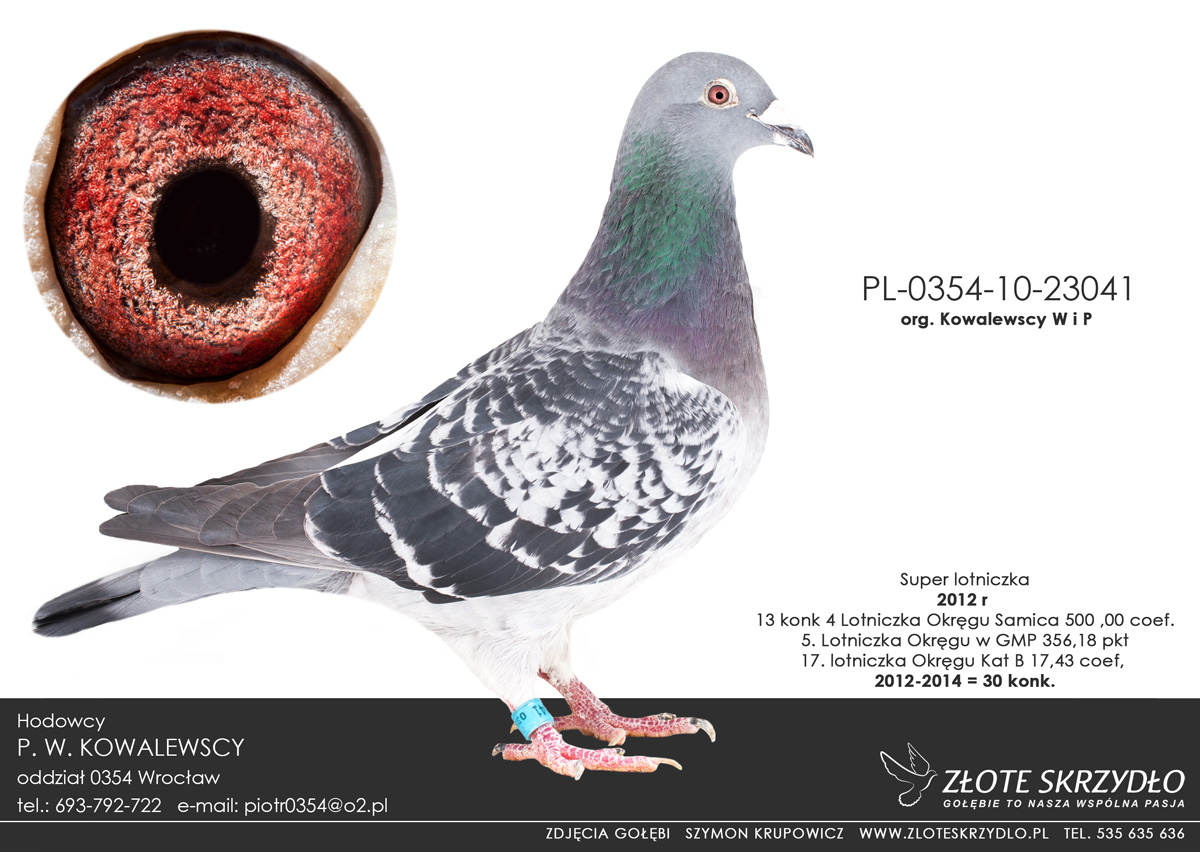 PL-0354-10-23041
org. Kowalewscy W i P
Super lotniczka
2012 r
13 konk 4 Lotniczka Okręgu Samica 500 ,00 coef.
5. Lotniczka Okręgu w GMP 356,18 pkt
17. lotniczka Okręgu Kat B 17,43 coef,
2012-2014 = 30 konk.
Hodowcy
P. W. KOWALEWSCY
oddział 0354 Wrocław
tel.: 693-792-722 e-mail: piotr0354@o2.pl
ZŁOTE SKRZYDŁO
GOŁĘBIE TO NASZA WSPÓLNA PASJA
ZDJĘCIA GOŁĘBI SZYMON KRUPOWICZ WWW.ZLOTESKRZYDLO.PL TEL. 535 635 636